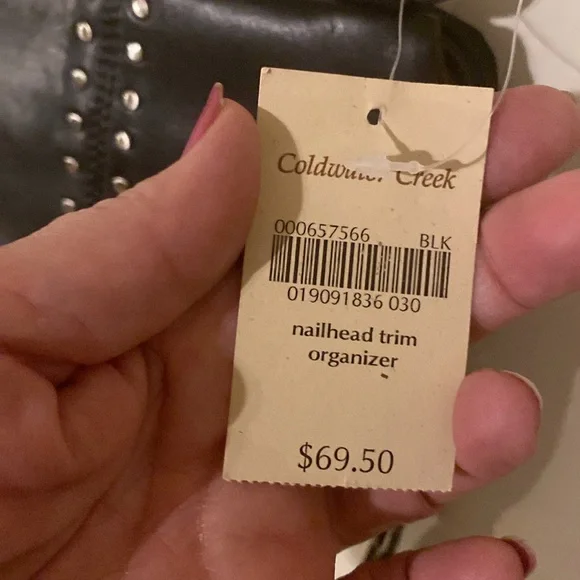 Coldwater Creek
000657566 BLK
019091836 030
nailhead trim
organizer
$69.50